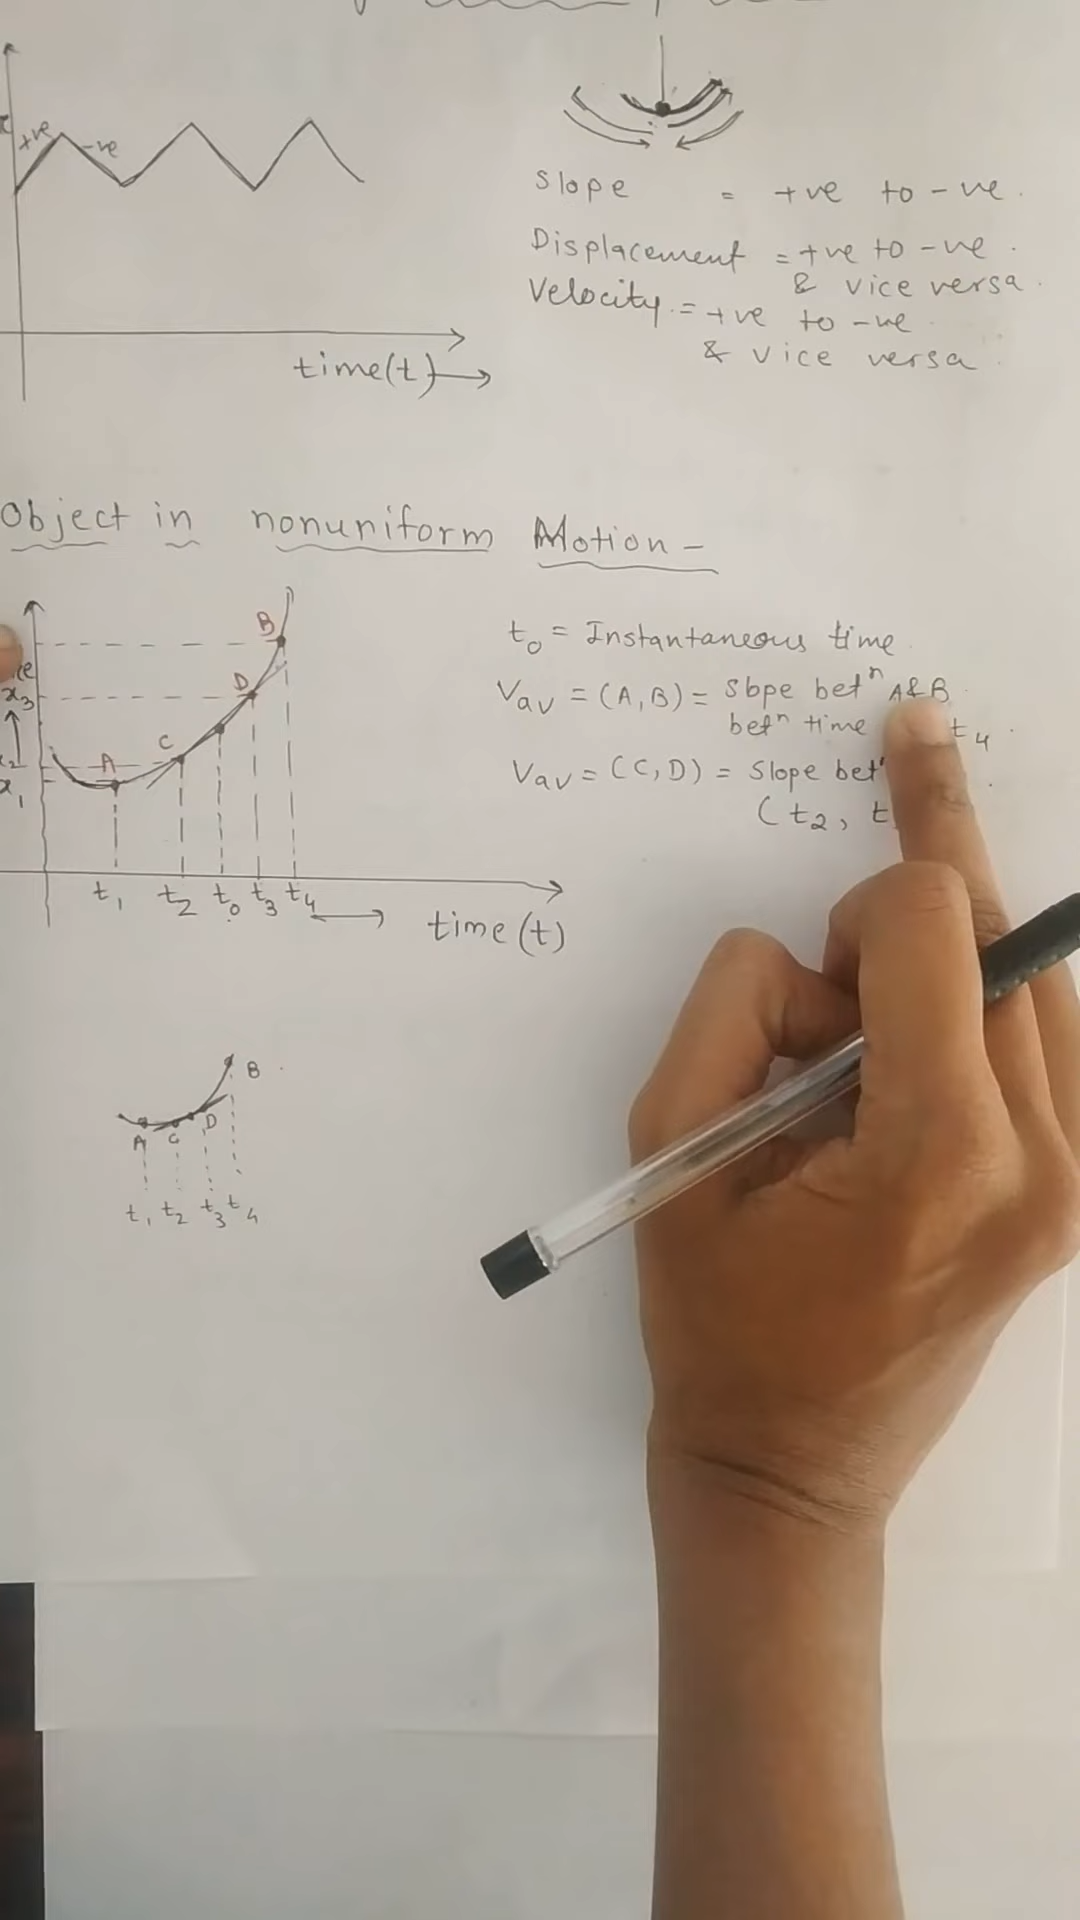 +ve
-ve
time(t)
Slope = +ve to -ve.
Displacement = +ve to -ve.
& vice versa.
Velocity. = +ve to -ve
& vice versa.
Object in nonuniform Motion -
B
D
C
A
x3
x2
x1
t1 t2 t0 t3 t4
time (t)
t0 = Instantaneous time.
Vav = (A, B) = Slope betn A&B.
betn time t4.
Vav = (C, D) = Slope bet
(t2, t
B
A C D
t1 t2 t3 t4